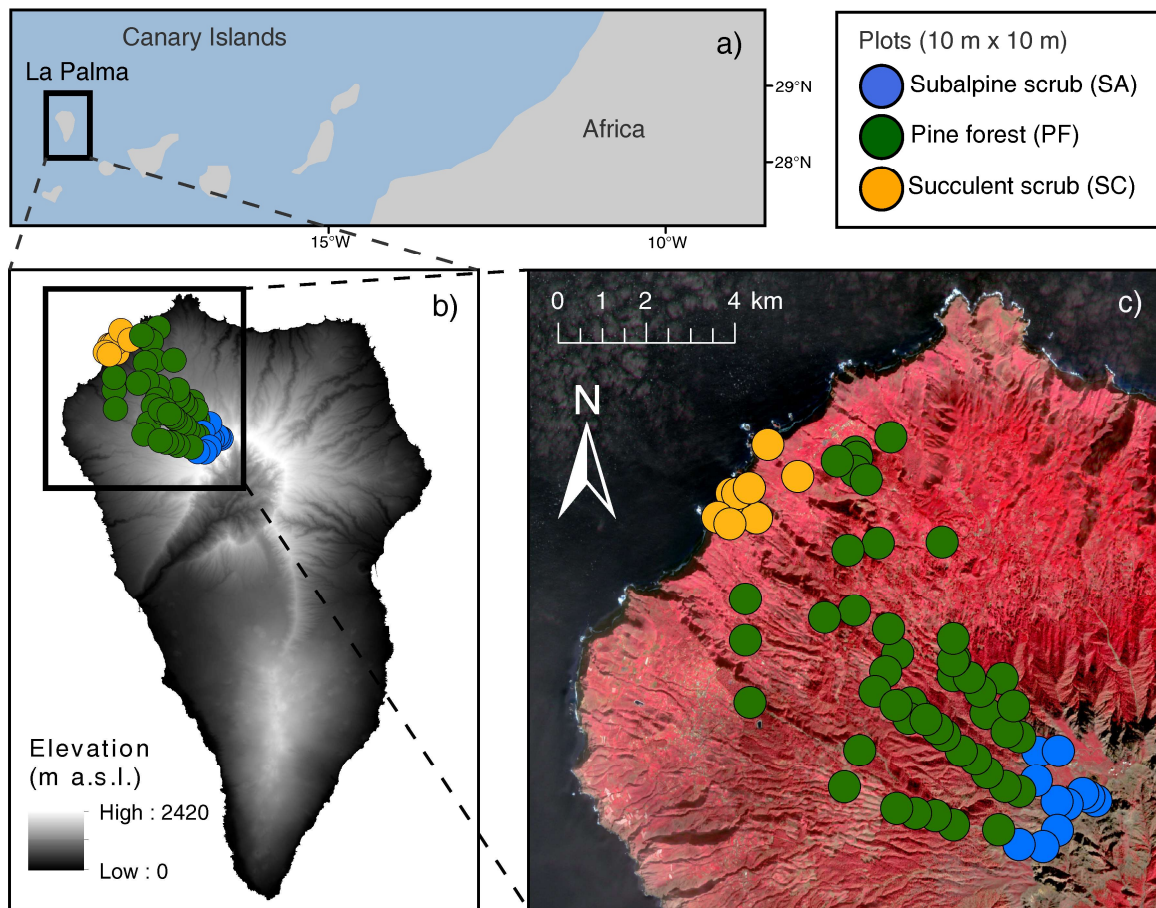 Canary Islands
a)
La Palma
Africa
29°N
28°N
15°W
10°W
Plots (10 m x 10 m)
Subalpine scrub (SA)
Pine forest (PF)
Succulent scrub (SC)
b)
Elevation
(m a.s.l.)
High : 2420
Low : 0
c)
0 1 2 4 km
N